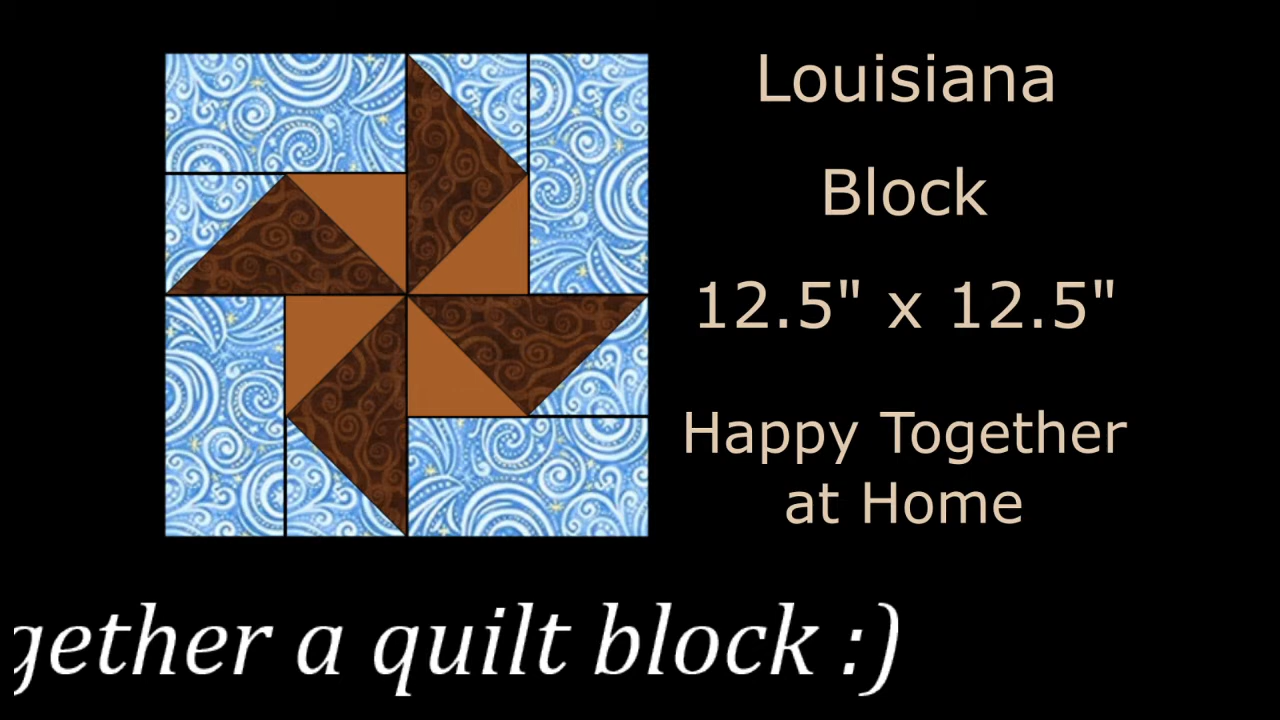 Louisiana
Block
12.5" x 12.5"
Happy Together
at Home
gether a quilt block :)